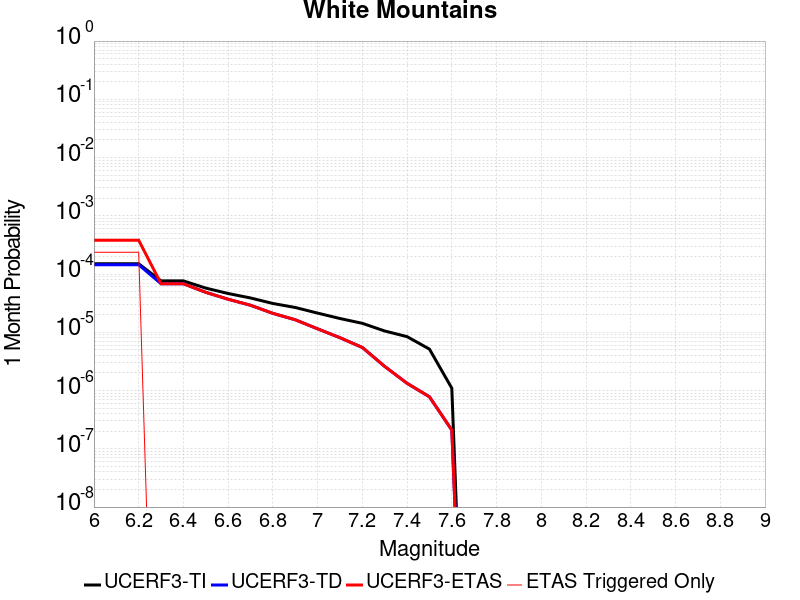 White Mountains
10^0
10^-1
10^-2
10^-3
10^-4
10^-5
10^-6
10^-7
10^-8
1 Month Probability
6 6.2 6.4 6.6 6.8 7 7.2 7.4 7.6 7.8 8 8.2 8.4 8.6 8.8 9
Magnitude
UCERF3-TI UCERF3-TD UCERF3-ETAS ETAS Triggered Only